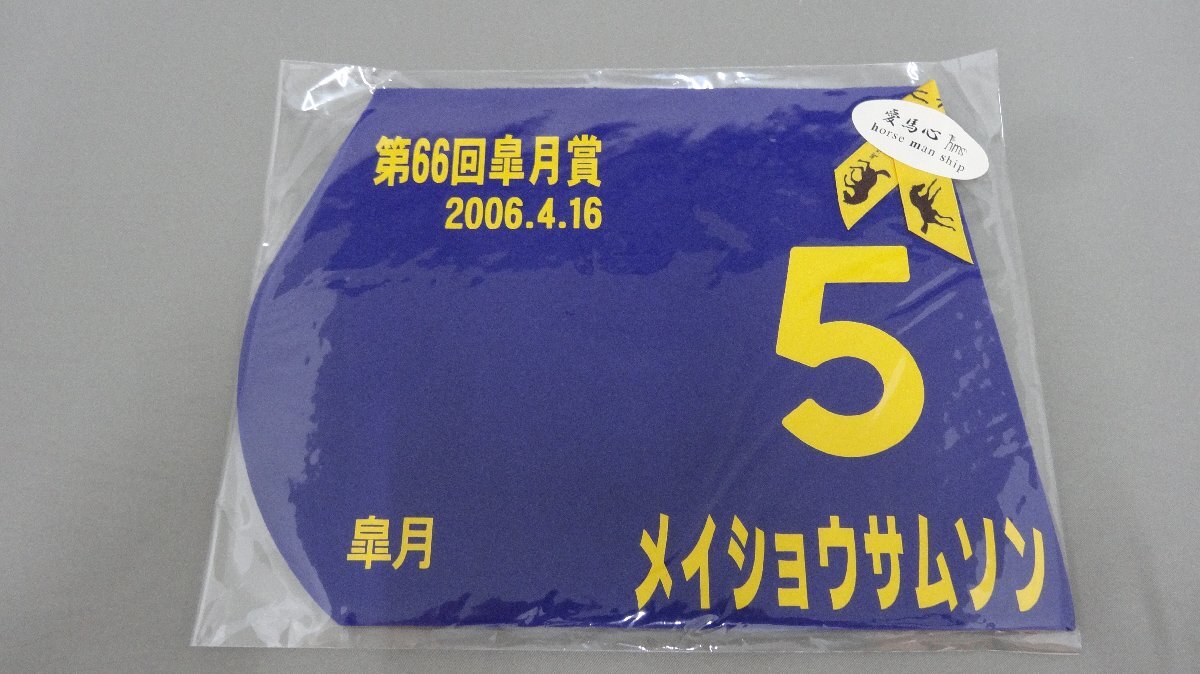 第66回皐月賞
2006.4.16
愛馬心
hms
horse man ship
5
皐月
メイショウサムソン